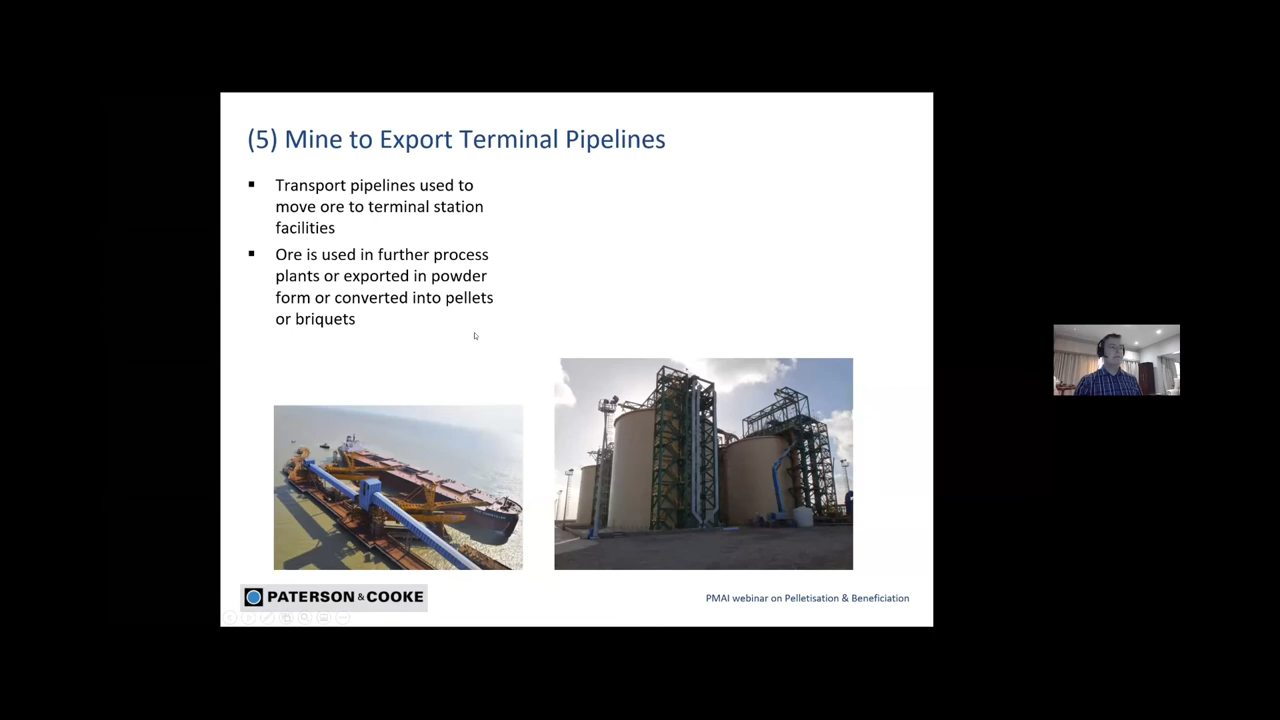 (5) Mine to Export Terminal Pipelines
Transport pipelines used to
move ore to terminal station
facilities
Ore is used in further process
plants or exported in powder
form or converted into pellets
or briquets
PATERSON & COOKE
PMAI webinar on Pelletisation & Beneficiation